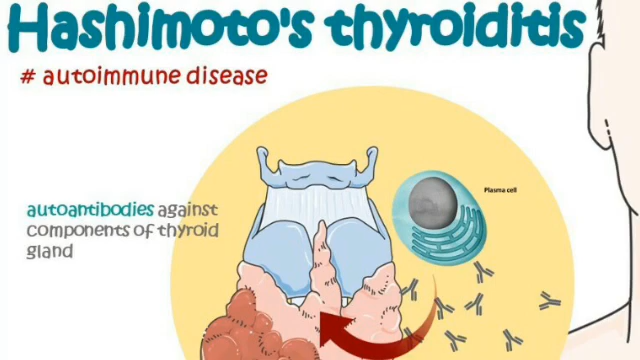 Hashimoto's thyroiditis
# autoimmune disease
Plasma cell
autoantibodies against
components of thyroid
gland